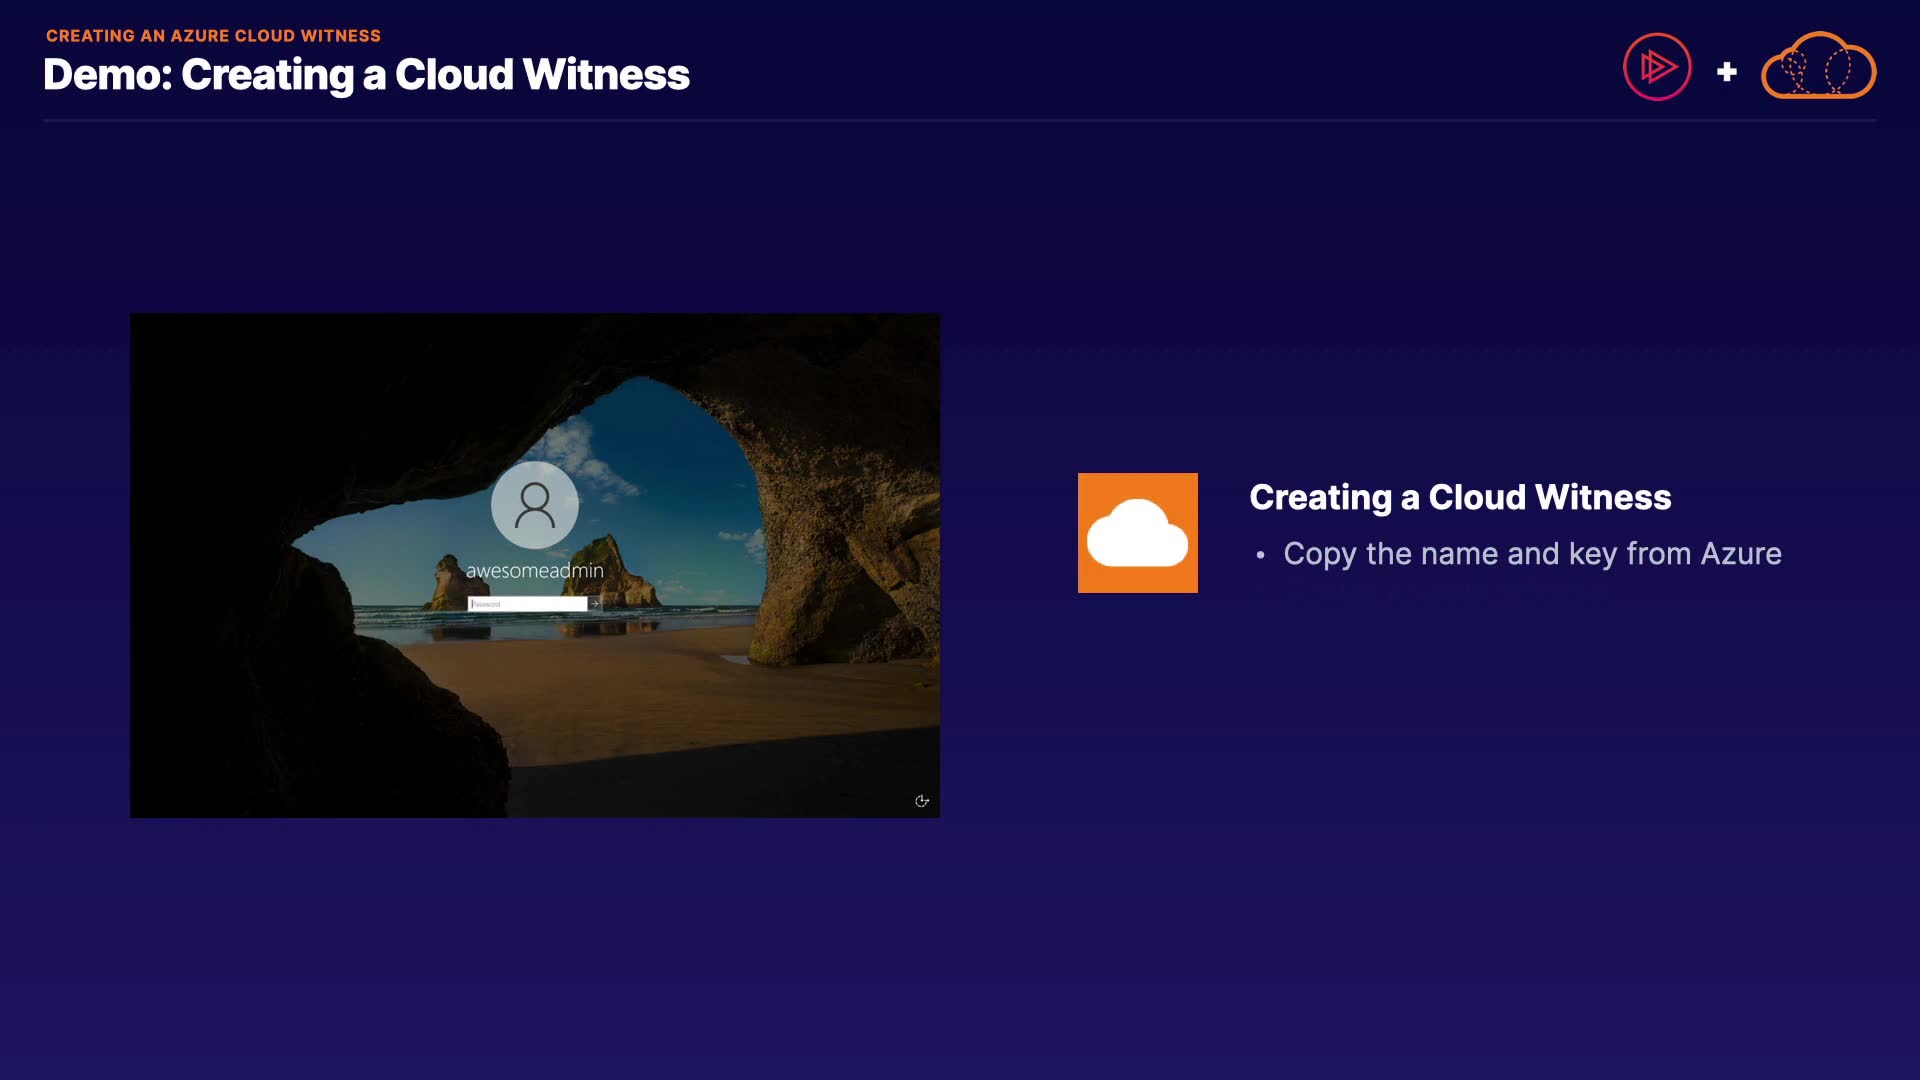 CREATING AN AZURE CLOUD WITNESS
Demo: Creating a Cloud Witness
awesomeadmin
Password
Creating a Cloud Witness
• Copy the name and key from Azure